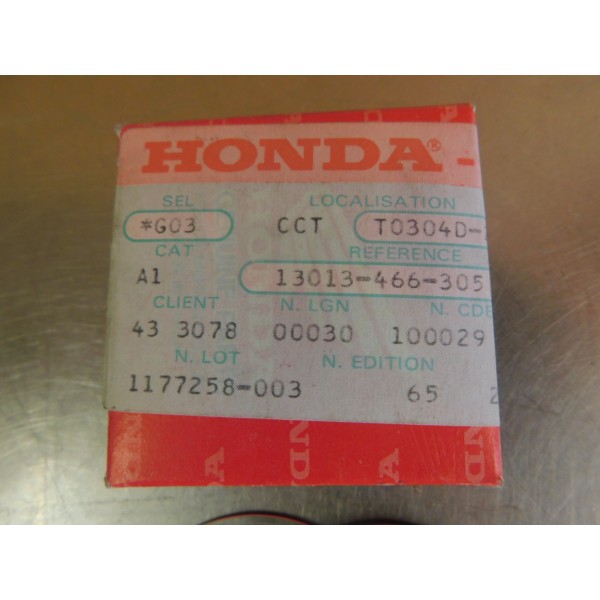 HONDA® -
SEL LOCALISATION
*G03 CCT T0304D-
CAT REFERENCE
A1 13013-466-305
CLIENT N. LGN N. CDE
43 3078 00030 100029
N. LOT N. EDITION
1177258-003 65